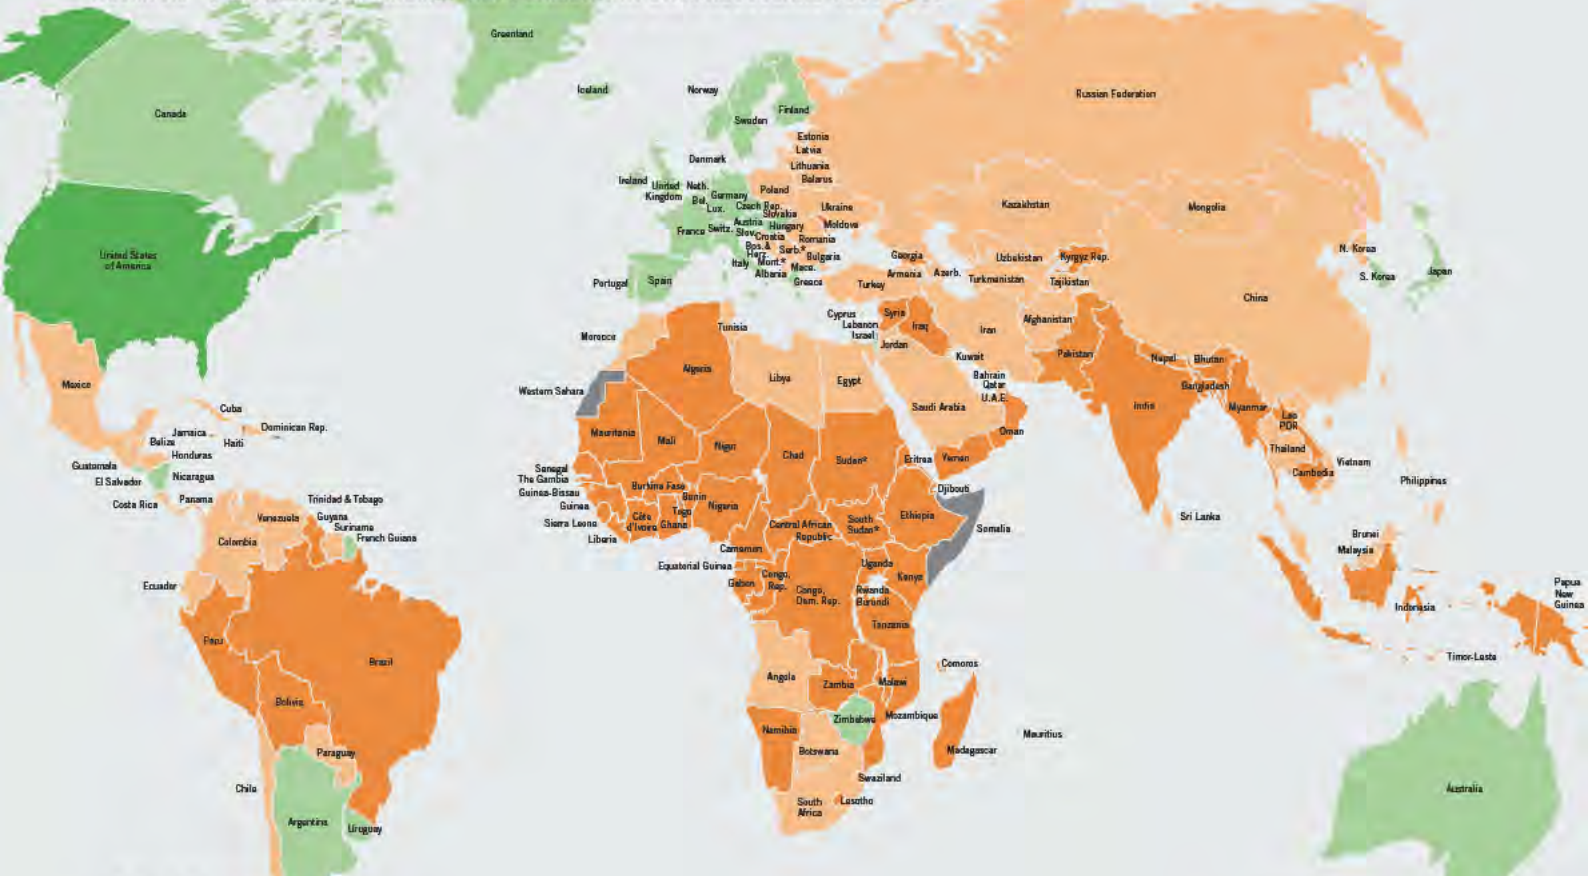 Greenland
Iceland
Norway
Finland
Sweden
Russian Federation
Canada
Estonia
Latvia
Denmark
Lithuania
Belarus
Ireland
United
Kingdom
Neth.
Germany
Poland
Bel.
Lux.
Czech Rep.
Slovakia
Ukraine
Kazakhstan
Mongolia
France
Switz.
Austria
Slov.
Hungary
Moldova
Croatia
Romania
Bos.&
Herz.
Serb.*
Bulgaria
Italy
Mont.*
Mace.
Albania
Greece
Portugal
Spain
Georgia
Armenia
Azerb.
Turkey
Uzbekistan
Kyrgyz Rep.
Turkmenistan
Tajikistan
N. Korea
S. Korea
Japan
China
United States
of America
Cyprus
Lebanon
Israel
Syria
Iraq
Jordan
Iran
Afghanistan
Kuwait
Pakistan
Nepal
Bhutan
Morocco
Tunisia
Algeria
Libya
Egypt
Bahrain
Qatar
U.A.E.
Saudi Arabia
Bangladesh
India
Myanmar
Lao
PDR
Mexico
Western Sahara
Cuba
Jamaica
Belize
Haiti
Dominican Rep.
Honduras
Guatemala
El Salvador
Nicaragua
Costa Rica
Panama
Mauritania
Mali
Niger
Chad
Sudan*
Eritrea
Yemen
Oman
Thailand
Vietnam
Cambodia
Philippines
Senegal
The Gambia
Guinea-Bissau
Guinea
Sierra Leone
Liberia
Burkina Faso
Benin
Togo
Côte
d'Ivoire
Ghana
Nigeria
Djibouti
Ethiopia
Somalia
Sri Lanka
Trinidad & Tobago
Venezuela
Guyana
Suriname
French Guiana
Colombia
Central African
Republic
South
Sudan*
Cameroon
Equatorial Guinea
Gabon
Congo,
Rep.
Congo,
Dem. Rep.
Uganda
Kenya
Rwanda
Burundi
Tanzania
Brunei
Malaysia
Indonesia
Papua
New
Guinea
Timor-Leste
Ecuador
Peru
Brazil
Bolivia
Paraguay
Chile
Argentina
Uruguay
Angola
Zambia
Malawi
Comoros
Zimbabwe
Mozambique
Namibia
Botswana
Madagascar
Mauritius
Swaziland
South
Africa
Lesotho
Australia